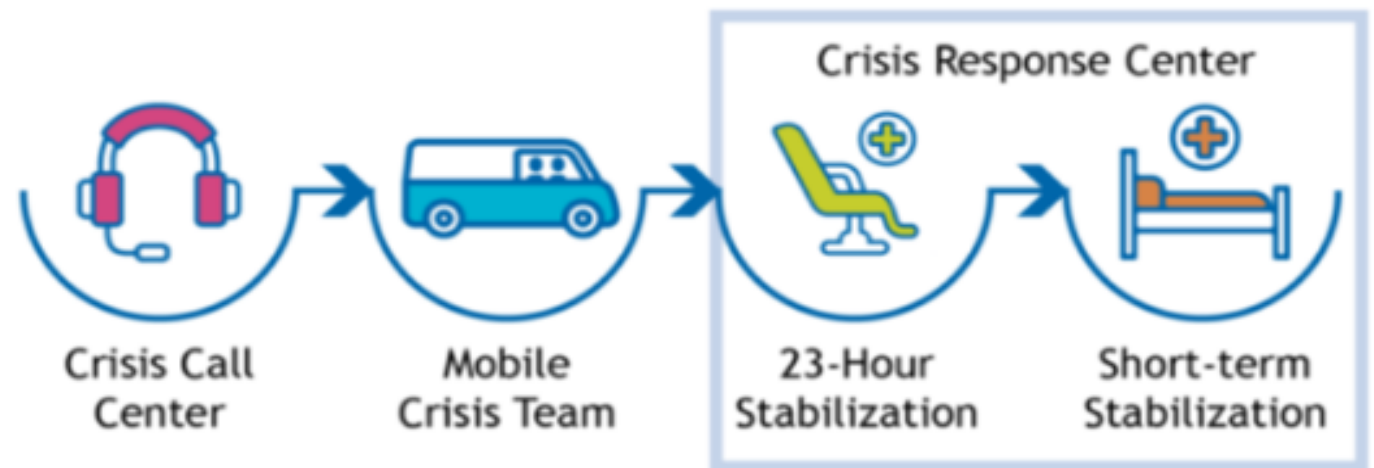 Crisis Response Center
Crisis Call
Center
Mobile
Crisis Team
23-Hour
Stabilization
Short-term
Stabilization